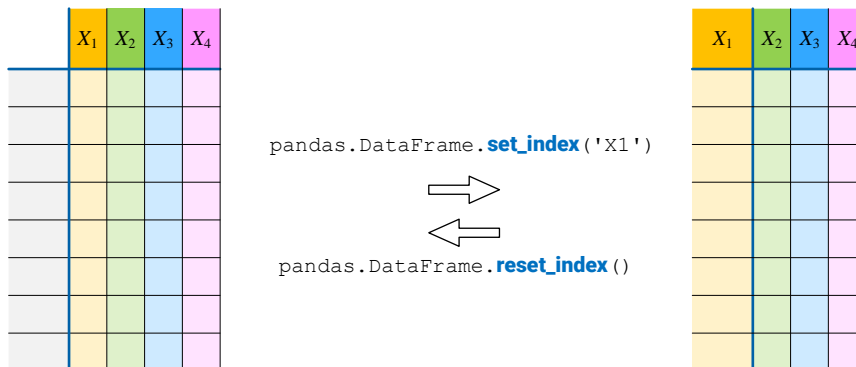 X1 X2 X3 X4
X1 X2 X3 X4
pandas.DataFrame.set_index('X1')
pandas.DataFrame.reset_index()